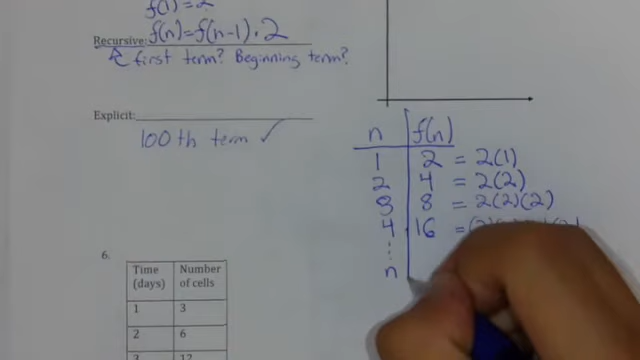 f(1) = 2
Recursive: f(n) = f(n-1) · 2
first term? Beginning term?
Explicit:
100th term ✓
n f(n)
1 2 = 2(1)
2 4 = 2(2)
3 8 = 2(2)(2)
4 16 =
⋮
n
6.
Time (days) Number of cells
1 3
2 6
3 12